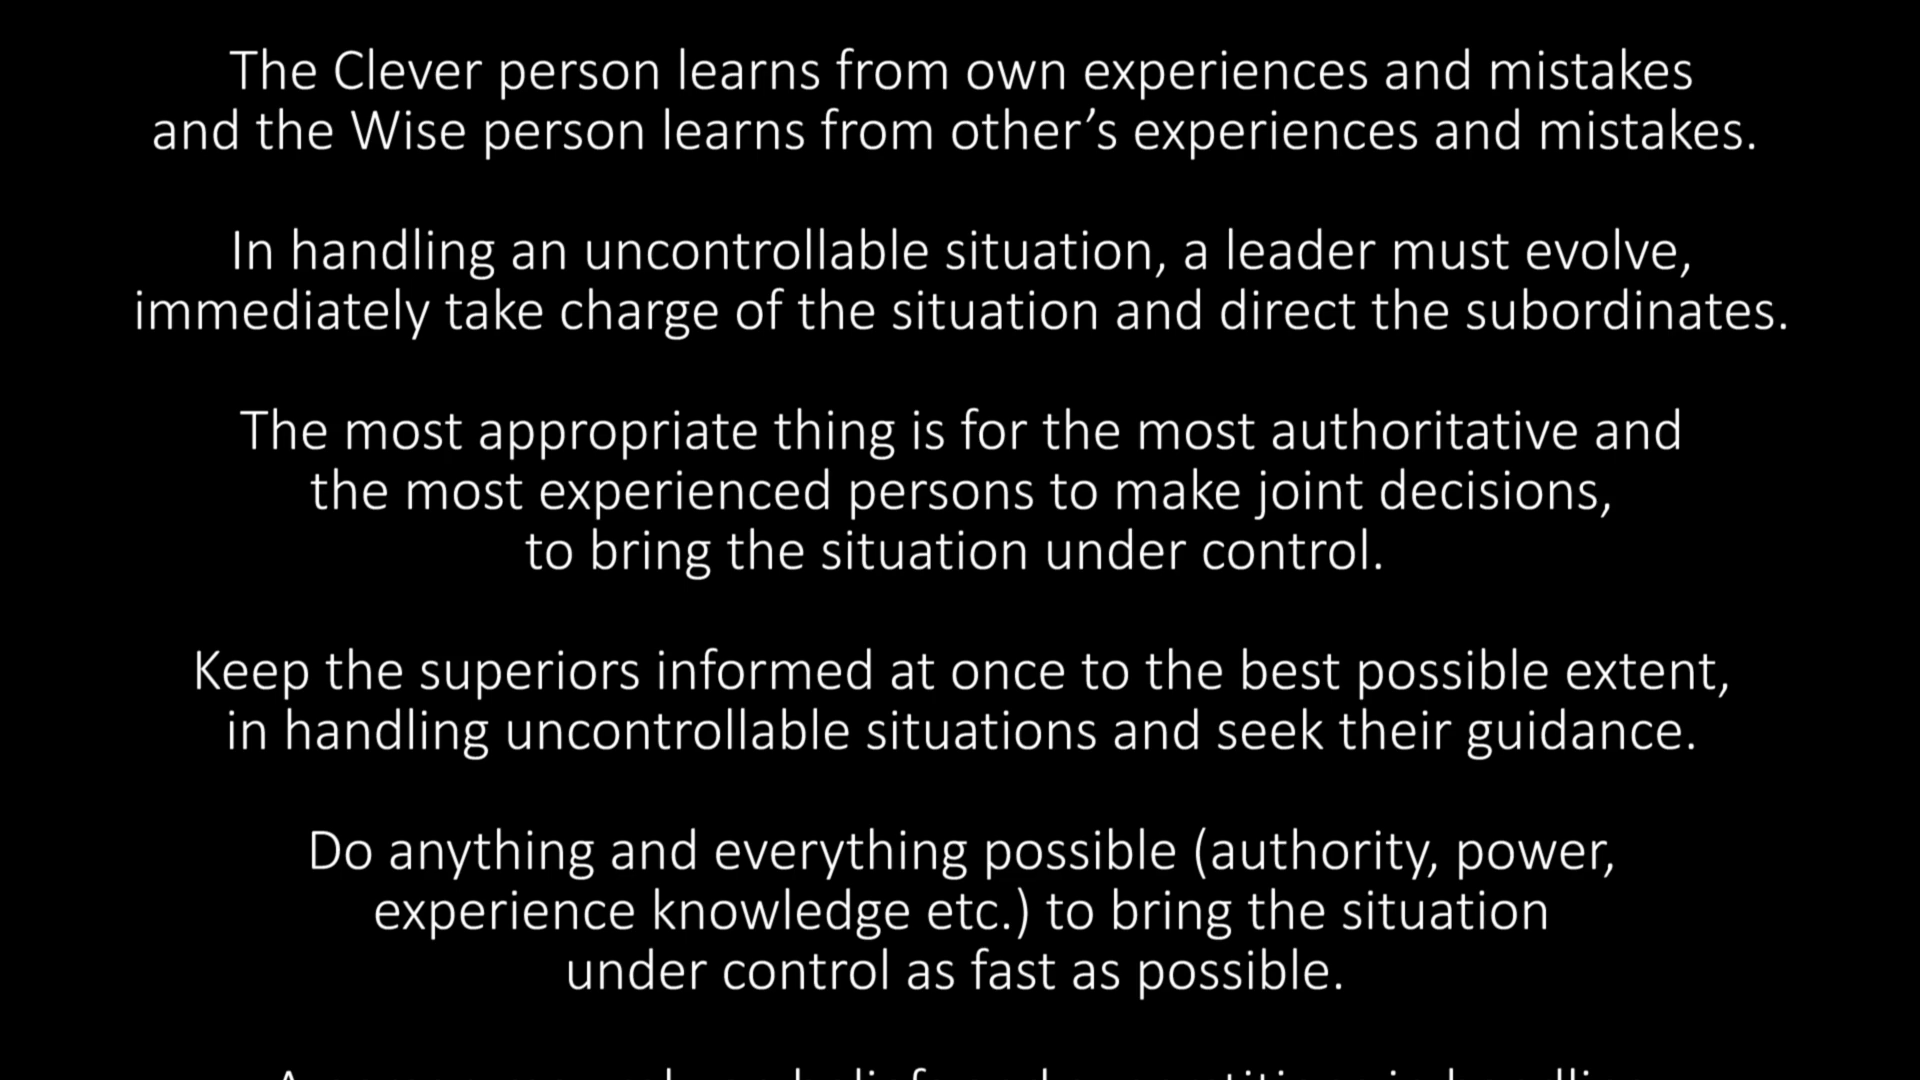 The Clever person learns from own experiences and mistakes
and the Wise person learns from other’s experiences and mistakes.
In handling an uncontrollable situation, a leader must evolve,
immediately take charge of the situation and direct the subordinates.
The most appropriate thing is for the most authoritative and
the most experienced persons to make joint decisions,
to bring the situation under control.
Keep the superiors informed at once to the best possible extent,
in handling uncontrollable situations and seek their guidance.
Do anything and everything possible (authority, power,
experience knowledge etc.) to bring the situation
under control as fast as possible.